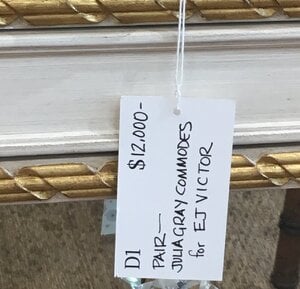 D1 $12,000-
PAIR—
JULIA GRAY COMMODES
for EJ VICTOR